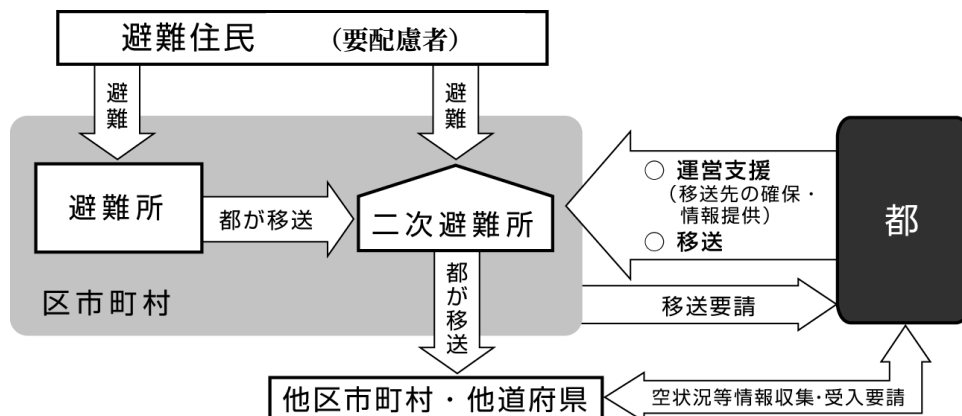 避難住民　（要配慮者）
避難
避難
避難所
都が移送
二次避難所
○ 運営支援
（移送先の確保・
情報提供）
○ 移送
都
区市町村
都が移送
移送要請
他区市町村・他道府県
空状況等情報収集・受入要請